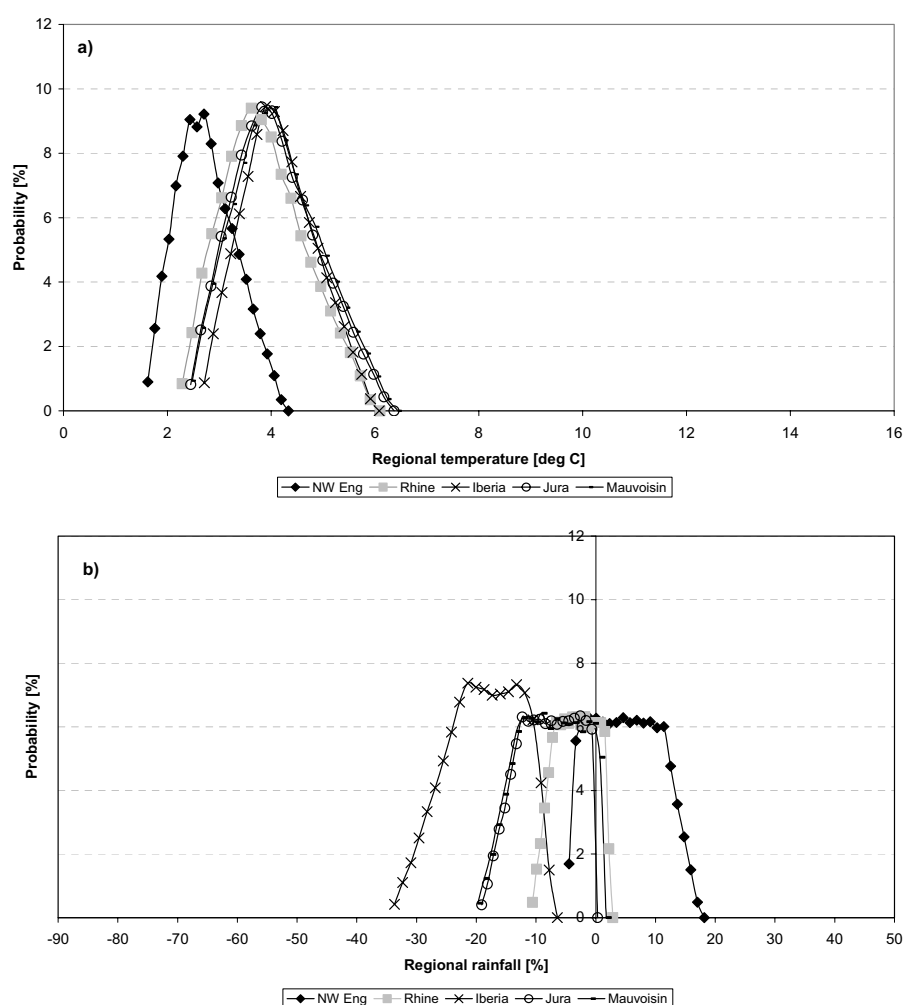 a)
12
10
8
6
4
2
0
Probability [%]
0 2 4 6 8 10 12 14 16
Regional temperature [deg C]
NW Eng Rhine Iberia Jura Mauvoisin
b)
12
10
8
6
4
2
0
Probability [%]
-90 -80 -70 -60 -50 -40 -30 -20 -10 0 10 20 30 40 50
Regional rainfall [%]
NW Eng Rhine Iberia Jura Mauvoisin